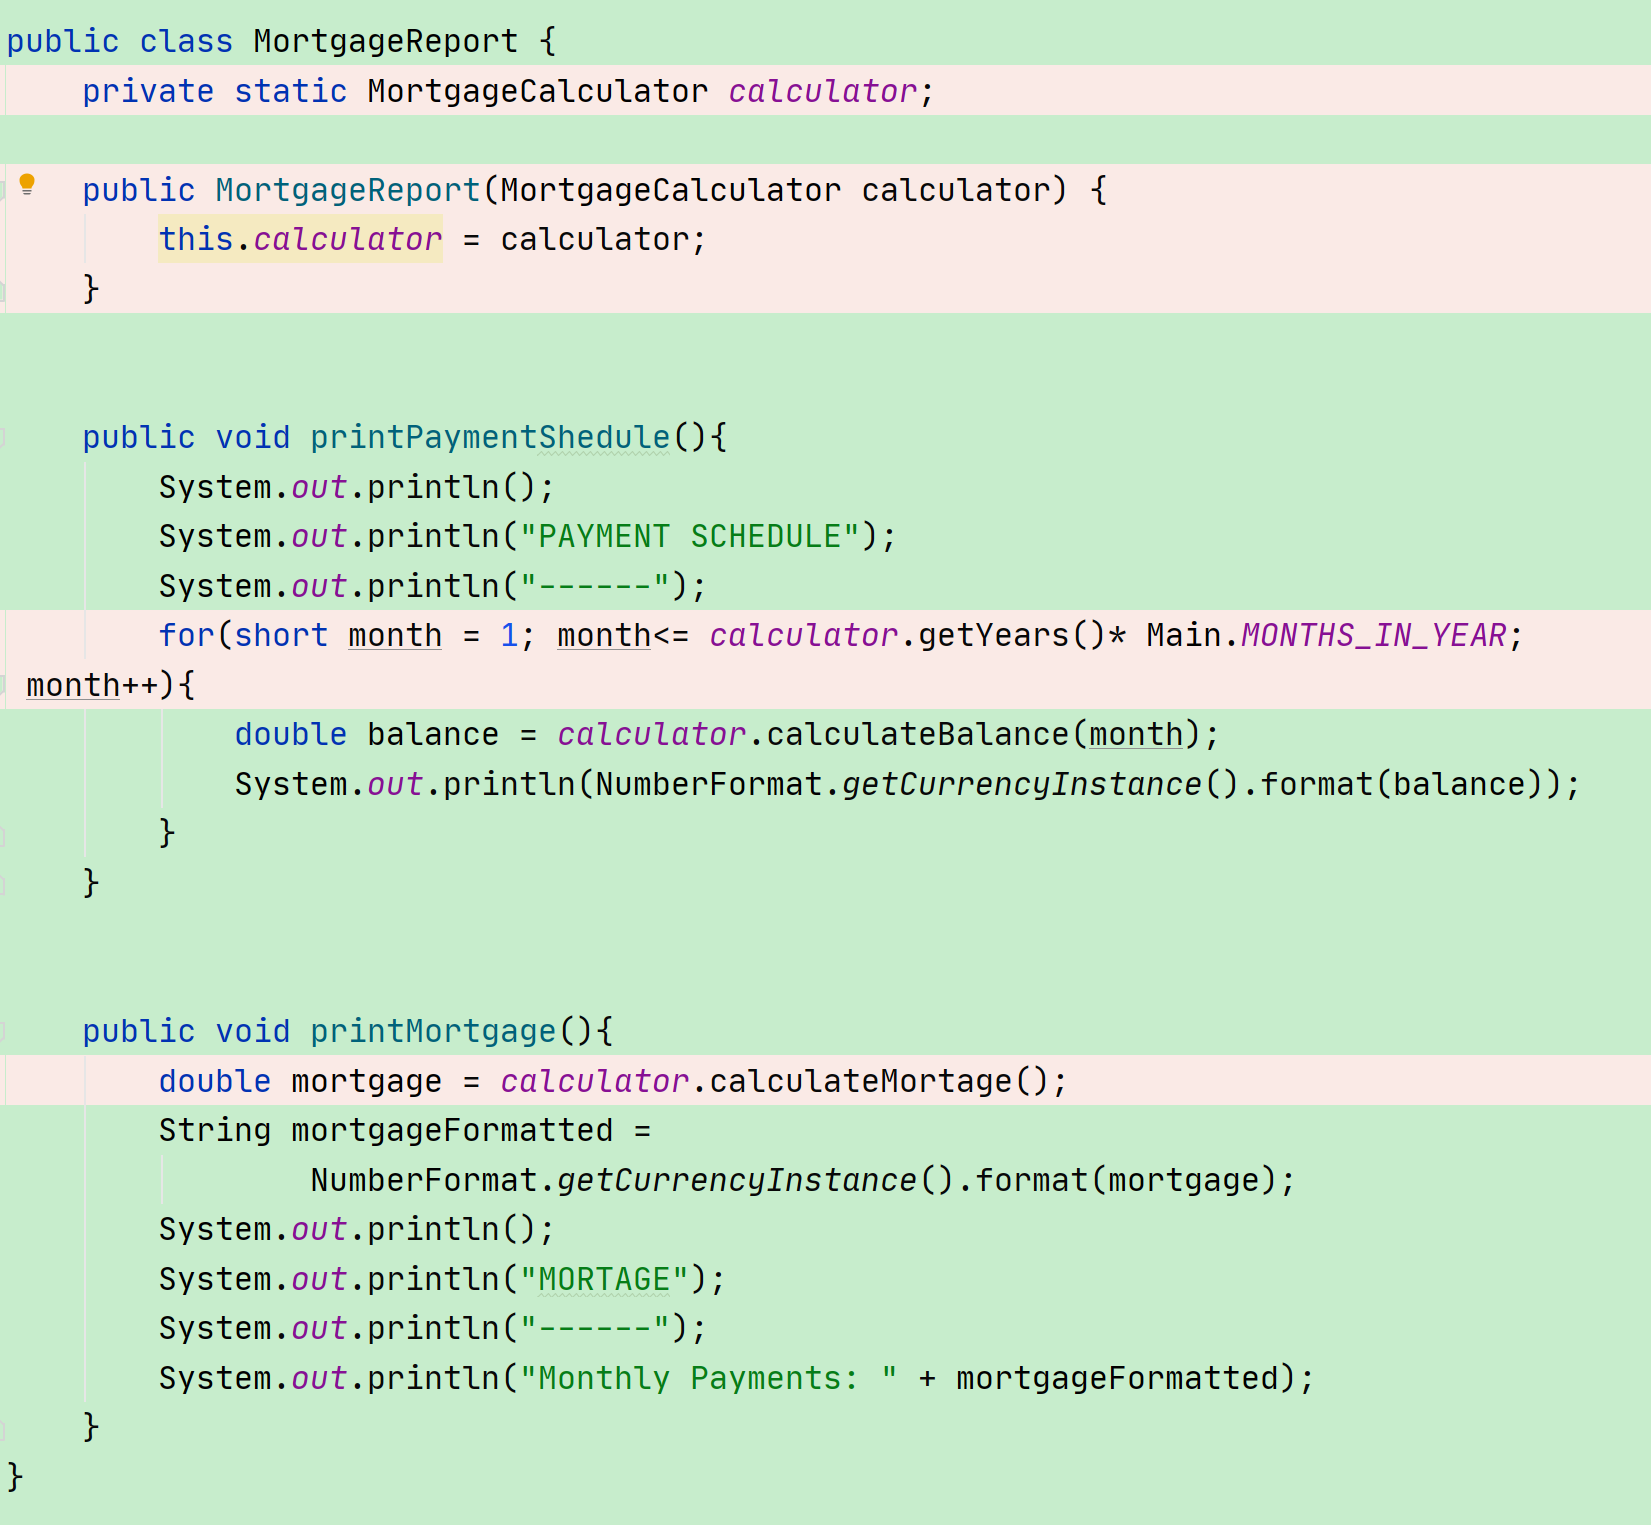 public class MortgageReport {
    private static MortgageCalculator calculator;

    public MortgageReport(MortgageCalculator calculator) {
        this.calculator = calculator;
    }


    public void printPaymentShedule(){
        System.out.println();
        System.out.println("PAYMENT SCHEDULE");
        System.out.println("------");
        for(short month = 1; month<= calculator.getYears()* Main.MONTHS_IN_YEAR;
 month++){
            double balance = calculator.calculateBalance(month);
            System.out.println(NumberFormat.getCurrencyInstance().format(balance));
        }
    }


    public void printMortgage(){
        double mortgage = calculator.calculateMortage();
        String mortgageFormatted =
                NumberFormat.getCurrencyInstance().format(mortgage);
        System.out.println();
        System.out.println("MORTAGE");
        System.out.println("------");
        System.out.println("Monthly Payments: " + mortgageFormatted);
    }
}